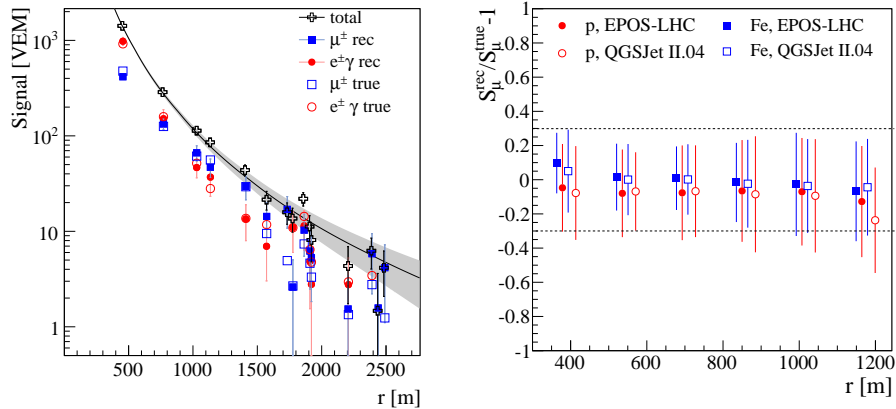 Signal [VEM]
10³
10²
10
1
total
μ± rec
e±γ rec
μ± true
e± γ true
500 1000 1500 2000 2500
r [m]
S_μ^rec/S_μ^true-1
1
0.8
0.6
0.4
0.2
0
-0.2
-0.4
-0.6
-0.8
-1
p, EPOS-LHC Fe, EPOS-LHC
p, QGSJet II.04 Fe, QGSJet II.04
400 600 800 1000 1200
r [m]